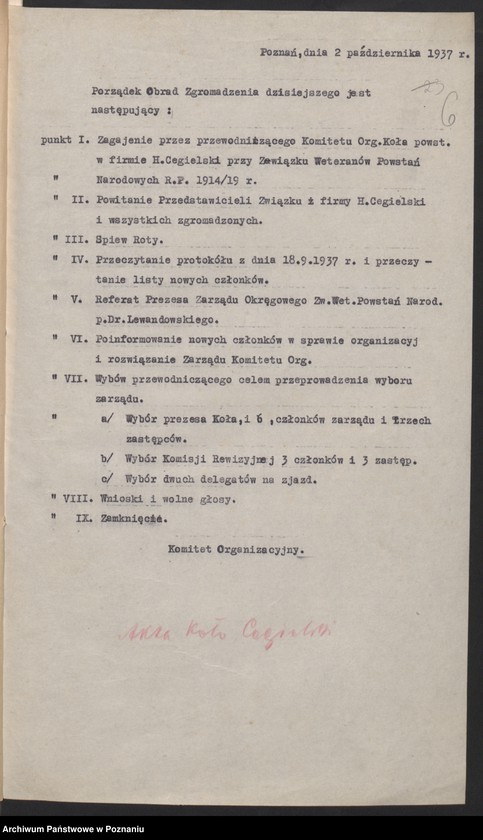 Poznań,dnia 2 października 1937 r.
6
Porządek Obrad Zgromadzenia dzisiejszego jest
następujący :
punkt I. Zagajenie przez przewodniczącego Komitetu Org.Koła powst.
w firmie H.Cegielski przy Związku Weteranów Powstań
" Narodowych R.P. 1914/19 r.
" II. Powitanie Przedstawicieli Związku i firmy H.Cegielski
i wszystkich zgromadzonych.
" III. Spiew Roty.
" IV. Przeczytanie protokółu z dnia 18.9.1937 r. i przeczy -
tanie listy nowych członków.
" V. Referat Prezesa Zarządu Okręgowego Zw.Wet.Powstań Narod.
p.Dr.Lewandowskiego.
" VI. Poinformowanie nowych członków w sprawie organizacyj
i rozwiązanie Zarządu Komitetu Org.
" VII. Wybów przewodniczącego celem przeprowadzenia wyboru
zarządu.
" a/ Wybór prezesa Koła,i 6 ,członków zarządu i trzech
zastępców.
b/ Wybór Komisji Rewizyjnej 3 członków i 3 zastęp.
c/ Wybór dwuch delegatów na zjazd.
" VIII. Wnioski i wolne głosy.
" IX. Zamknięcie.
Komitet Organizacyjny.
Akta Koło Cegielski
Archiwum Państwowe w Poznaniu